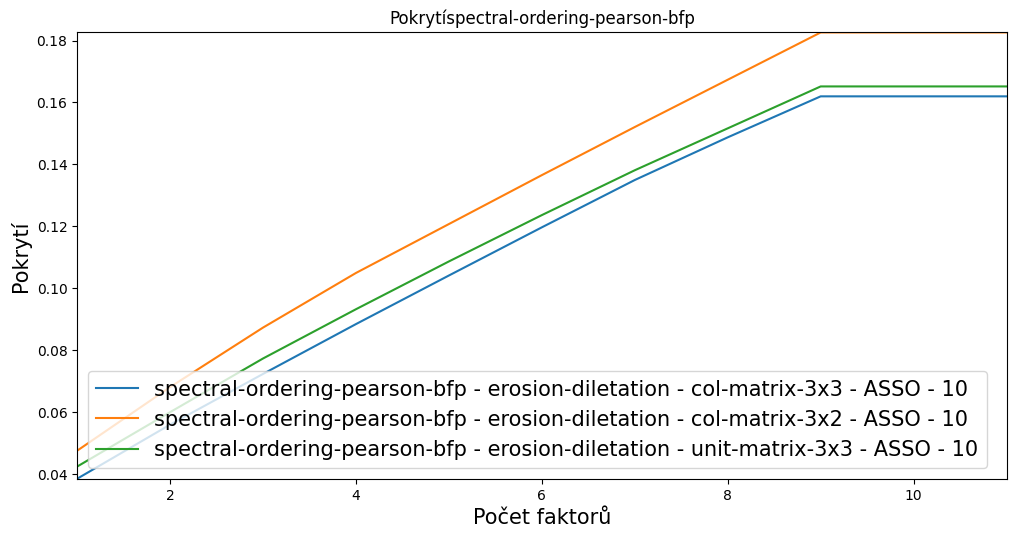 Pokrytíspectral-ordering-pearson-bfp
0.18
0.16
0.14
0.12
0.10
0.08
0.06
0.04
Pokrytí
spectral-ordering-pearson-bfp - erosion-diletation - col-matrix-3x3 - ASSO - 10
spectral-ordering-pearson-bfp - erosion-diletation - col-matrix-3x2 - ASSO - 10
spectral-ordering-pearson-bfp - erosion-diletation - unit-matrix-3x3 - ASSO - 10
2 4 6 8 10
Počet faktorů